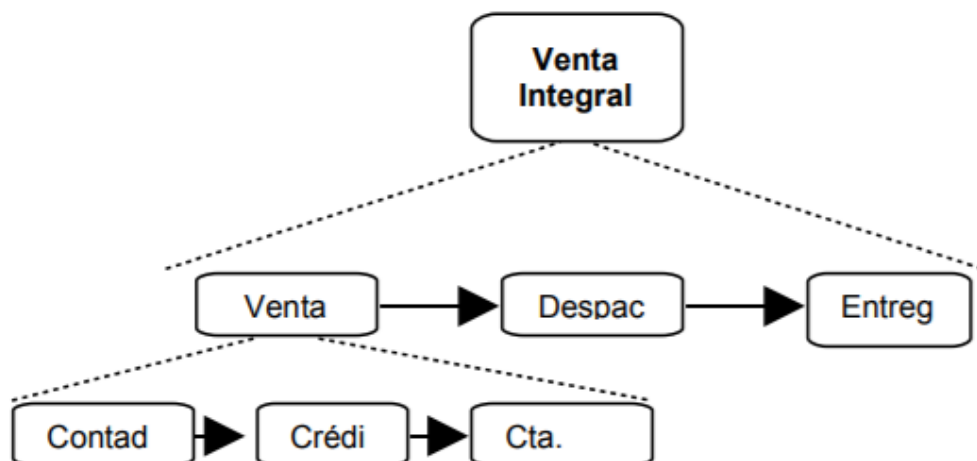 Venta
Integral
Venta
Despac
Entreg
Contad
Crédi
Cta.